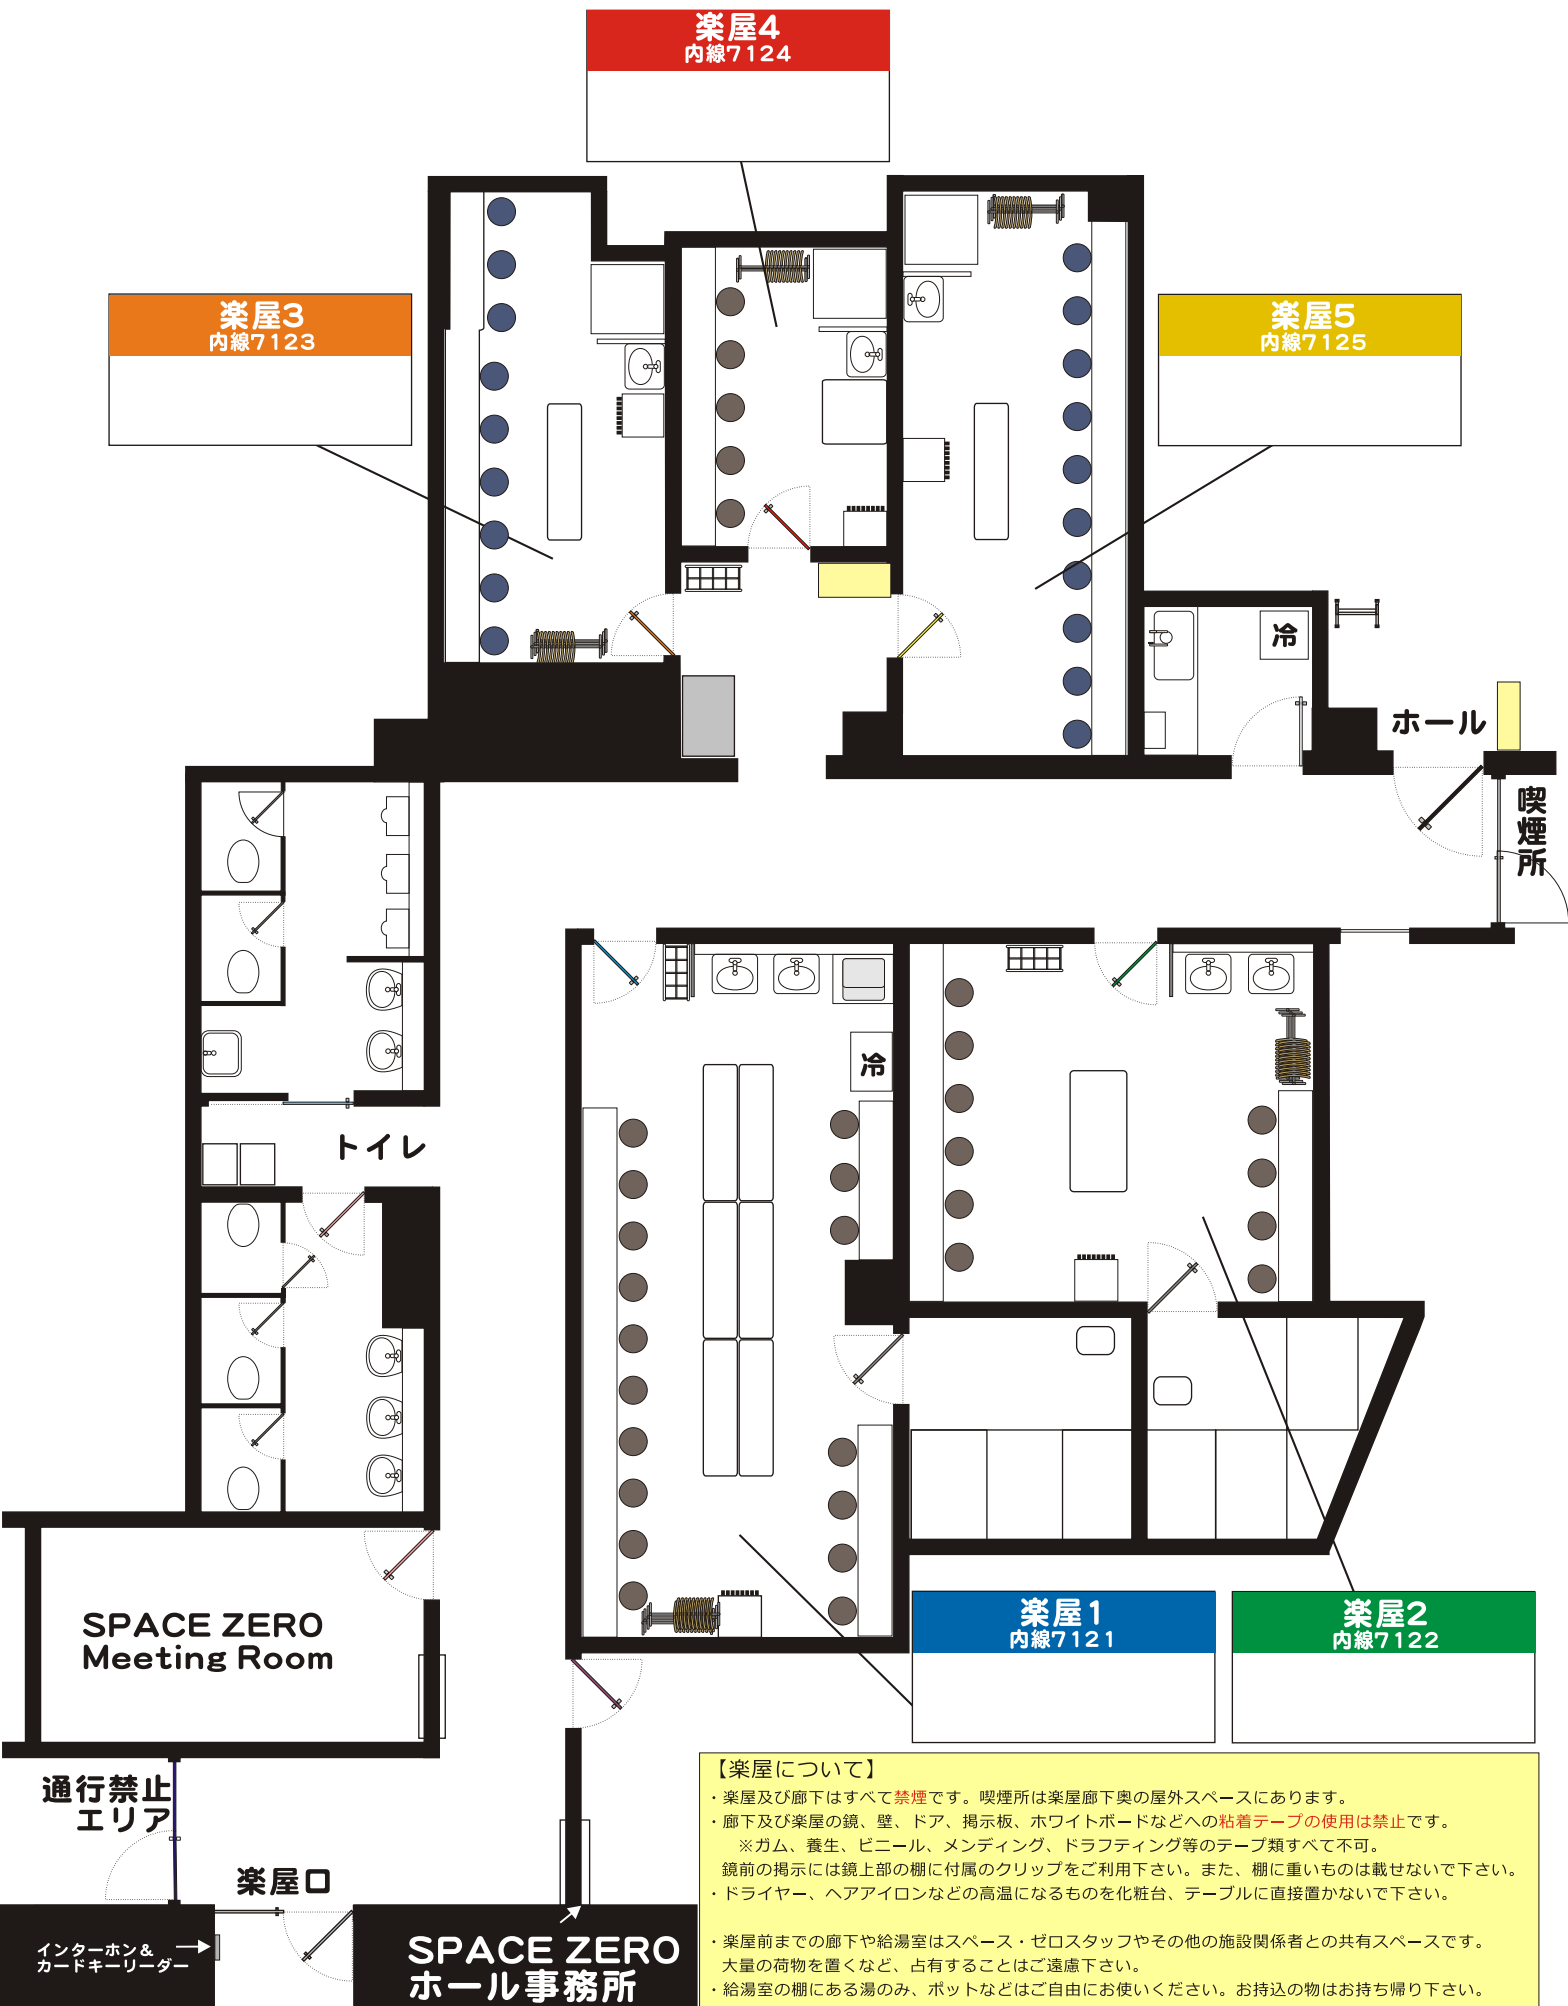 楽屋4
内線7124
楽屋3
内線7123
楽屋5
内線7125
冷
ホール
喫煙所
冷
トイレ
SPACE ZERO
Meeting Room
楽屋1
内線7121
楽屋2
内線7122
通行禁止
エリア
楽屋口
インターホン＆
カードキーリーダー
SPACE ZERO
ホール事務所
【楽屋について】
・楽屋及び廊下はすべて禁煙です。喫煙所は楽屋廊下奥の屋外スペースにあります。
・廊下及び楽屋の鏡、壁、ドア、掲示板、ホワイトボードなどへの粘着テープの使用は禁止です。
※ガム、養生、ビニール、メンディング、ドラフティング等のテープ類すべて不可。
鏡前の掲示には鏡上部の棚に付属のクリップをご利用下さい。また、棚に重いものは載せないで下さい。
・ドライヤー、ヘアアイロンなどの高温になるものを化粧台、テーブルに直接置かないで下さい。
・楽屋前までの廊下や給湯室はスペース・ゼロスタッフやその他の施設関係者との共有スペースです。
大量の荷物を置くなど、占有することはご遠慮下さい。
・給湯室の棚にある湯のみ、ポットなどはご自由にお使いください。お持込の物はお持ち帰り下さい。